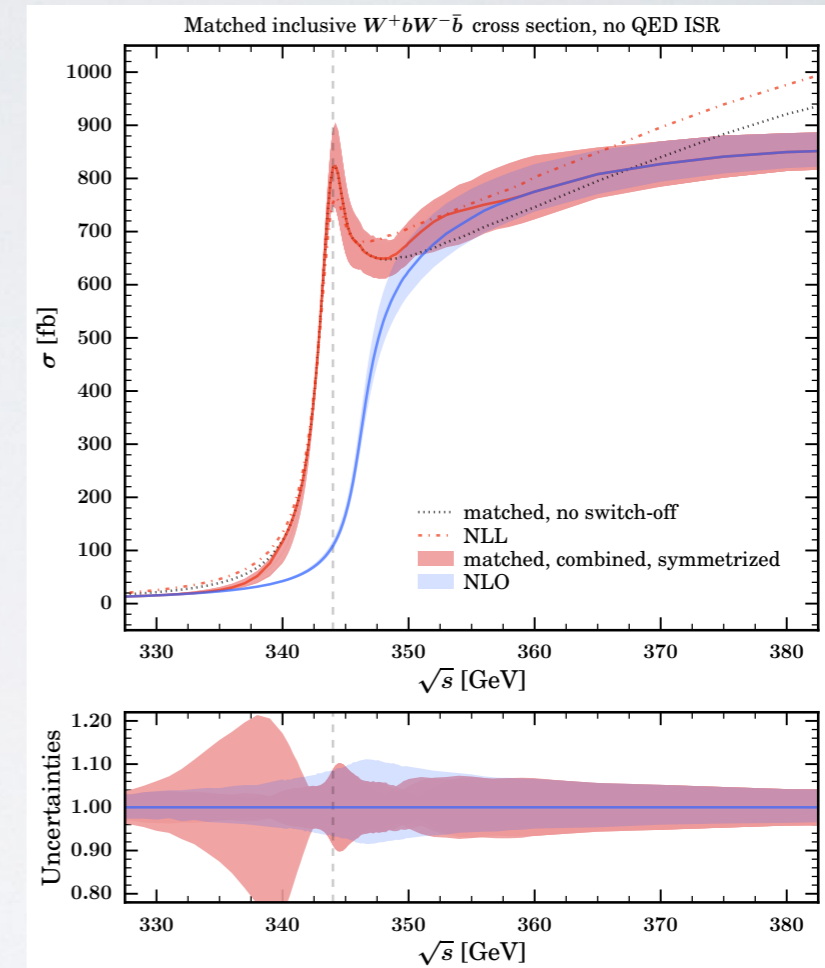 Matched inclusive W⁺bW⁻b̄ cross section, no QED ISR
1000
900
800
700
600
500
400
300
200
100
0
σ [fb]
matched, no switch-off
NLL
matched, combined, symmetrized
NLO
330 340 350 360 370 380
√s [GeV]
1.20
1.10
1.00
0.90
0.80
Uncertainties
330 340 350 360 370 380
√s [GeV]